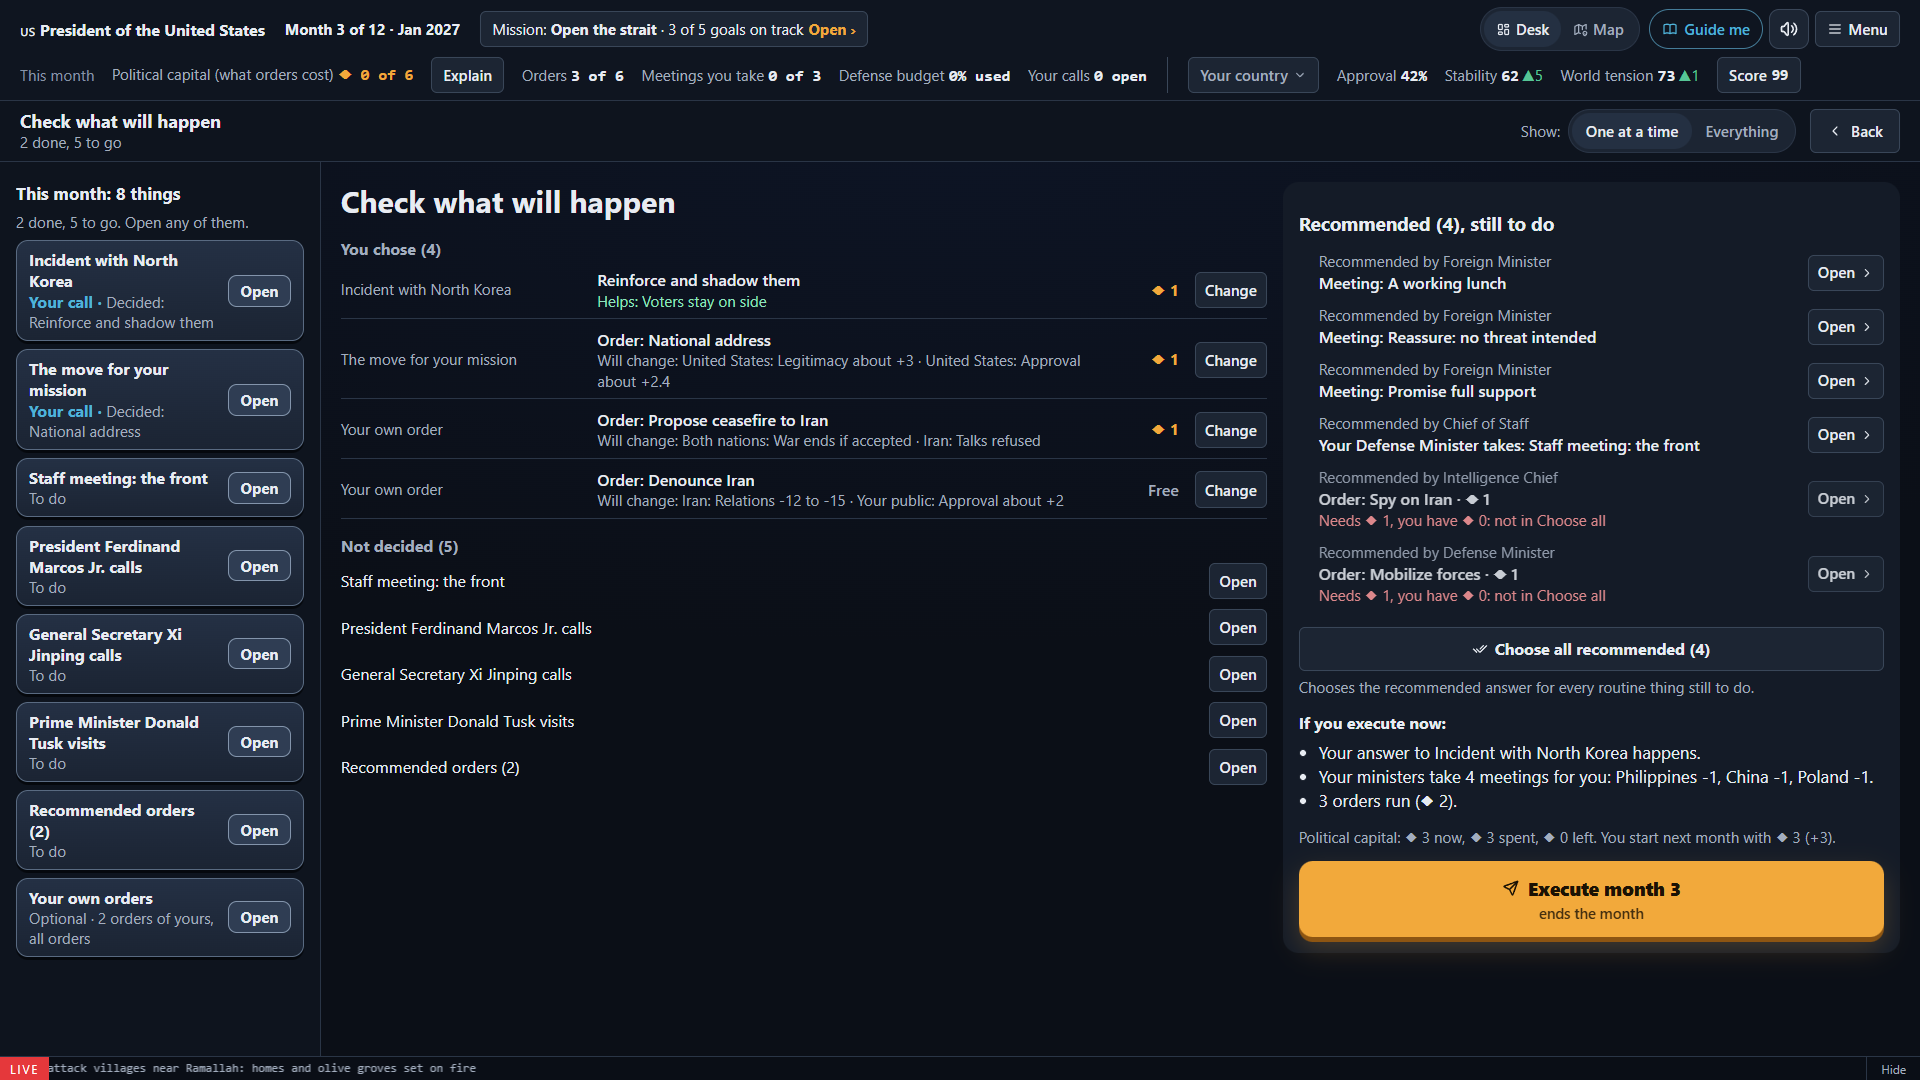 US President of the United States
Month 3 of 12 · Jan 2027
Mission: Open the strait · 3 of 5 goals on track Open ›
Desk
Map
Guide me
Menu
This month
Political capital (what orders cost) ◆ 0 of 6
Explain
Orders 3 of 6
Meetings you take 0 of 3
Defense budget 0% used
Your calls 0 open
Your country
Approval 42%
Stability 62 ▲5
World tension 73 ▲1
Score 99
Check what will happen
2 done, 5 to go
Show:
One at a time
Everything
Back
This month: 8 things
2 done, 5 to go. Open any of them.
Incident with North
Korea
Your call · Decided:
Reinforce and shadow them
Open
The move for your
mission
Your call · Decided:
National address
Open
Staff meeting: the front
To do
Open
President Ferdinand
Marcos Jr. calls
To do
Open
General Secretary Xi
Jinping calls
To do
Open
Prime Minister Donald
Tusk visits
To do
Open
Recommended orders
(2)
To do
Open
Your own orders
Optional · 2 orders of yours,
all orders
Open
Check what will happen
You chose (4)
Incident with North Korea
Reinforce and shadow them
Helps: Voters stay on side
◆ 1
Change
The move for your mission
Order: National address
Will change: United States: Legitimacy about +3 · United States: Approval
about +2.4
◆ 1
Change
Your own order
Order: Propose ceasefire to Iran
Will change: Both nations: War ends if accepted · Iran: Talks refused
◆ 1
Change
Your own order
Order: Denounce Iran
Will change: Iran: Relations -12 to -15 · Your public: Approval about +2
Free
Change
Not decided (5)
Staff meeting: the front
Open
President Ferdinand Marcos Jr. calls
Open
General Secretary Xi Jinping calls
Open
Prime Minister Donald Tusk visits
Open
Recommended orders (2)
Open
Recommended (4), still to do
Recommended by Foreign Minister
Meeting: A working lunch
Open ›
Recommended by Foreign Minister
Meeting: Reassure: no threat intended
Open ›
Recommended by Foreign Minister
Meeting: Promise full support
Open ›
Recommended by Chief of Staff
Your Defense Minister takes: Staff meeting: the front
Open ›
Recommended by Intelligence Chief
Order: Spy on Iran · ◆ 1
Needs ◆ 1, you have ◆ 0: not in Choose all
Open ›
Recommended by Defense Minister
Order: Mobilize forces · ◆ 1
Needs ◆ 1, you have ◆ 0: not in Choose all
Open ›
Choose all recommended (4)
Chooses the recommended answer for every routine thing still to do.
If you execute now:
• Your answer to Incident with North Korea happens.
• Your ministers take 4 meetings for you: Philippines -1, China -1, Poland -1.
• 3 orders run (◆ 2).
Political capital: ◆ 3 now, ◆ 3 spent, ◆ 0 left. You start next month with ◆ 3 (+3).
Execute month 3
ends the month
LIVE
attack villages near Ramallah: homes and olive groves set on fire
Hide